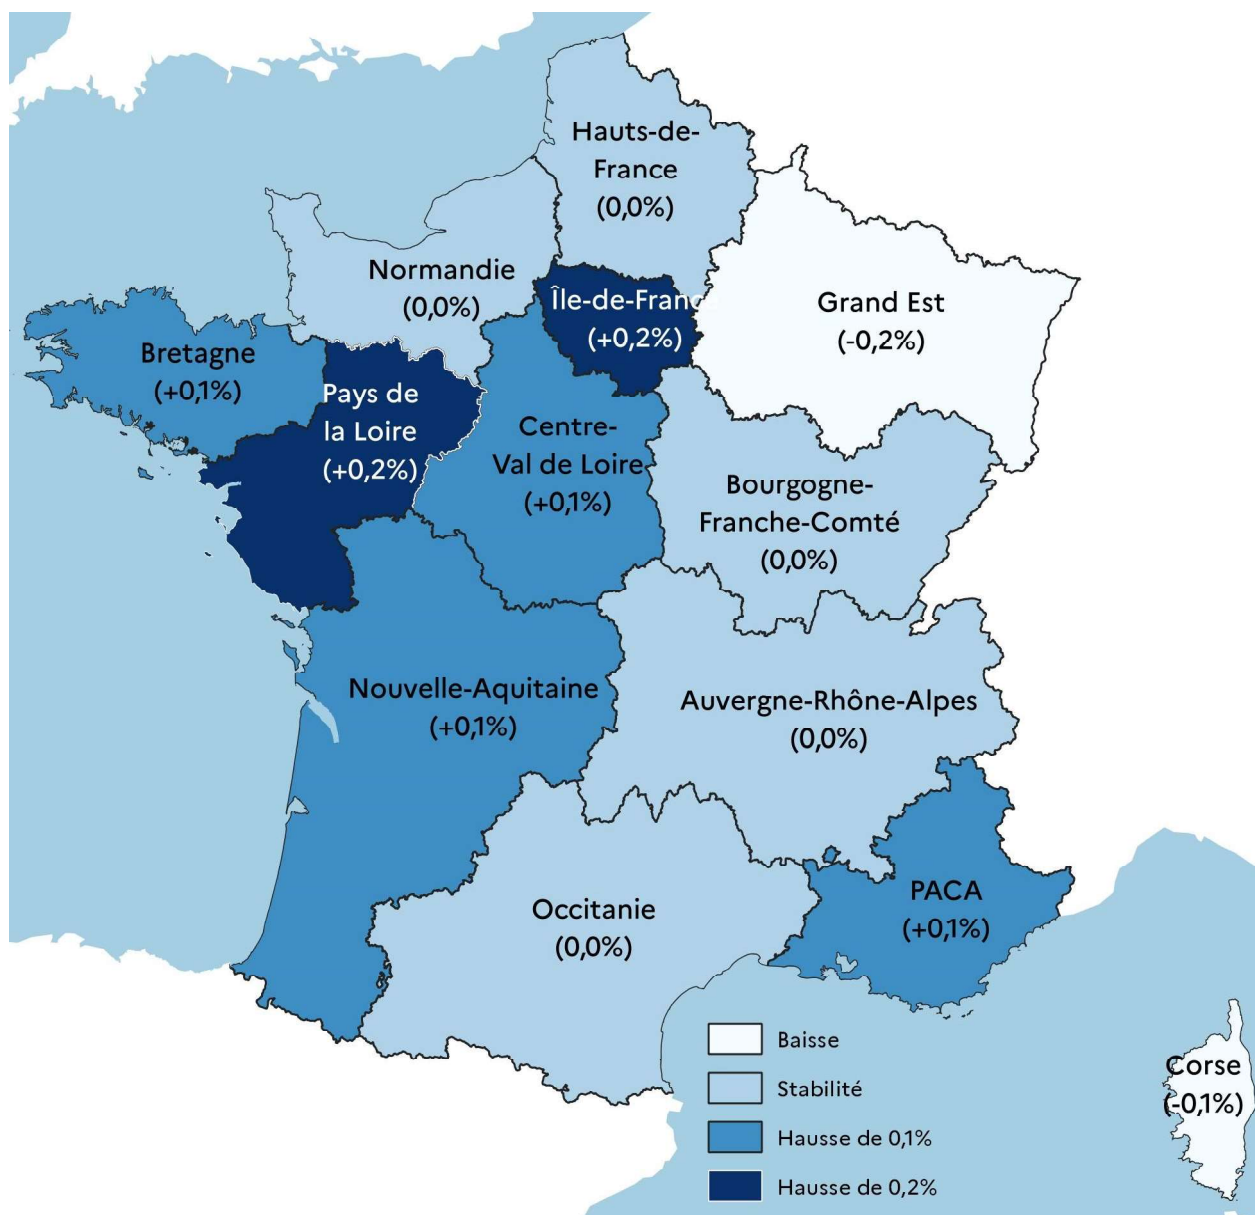 Hauts-de-
France
(0,0%)
Normandie
(0,0%)
Île-de-France
(+0,2%)
Grand Est
(-0,2%)
Bretagne
(+0,1%)
Pays de
la Loire
(+0,2%)
Centre-
Val de Loire
(+0,1%)
Bourgogne-
Franche-Comté
(0,0%)
Nouvelle-Aquitaine
(+0,1%)
Auvergne-Rhône-Alpes
(0,0%)
Occitanie
(0,0%)
PACA
(+0,1%)
Corse
(-0,1%)
Baisse
Stabilité
Hausse de 0,1%
Hausse de 0,2%